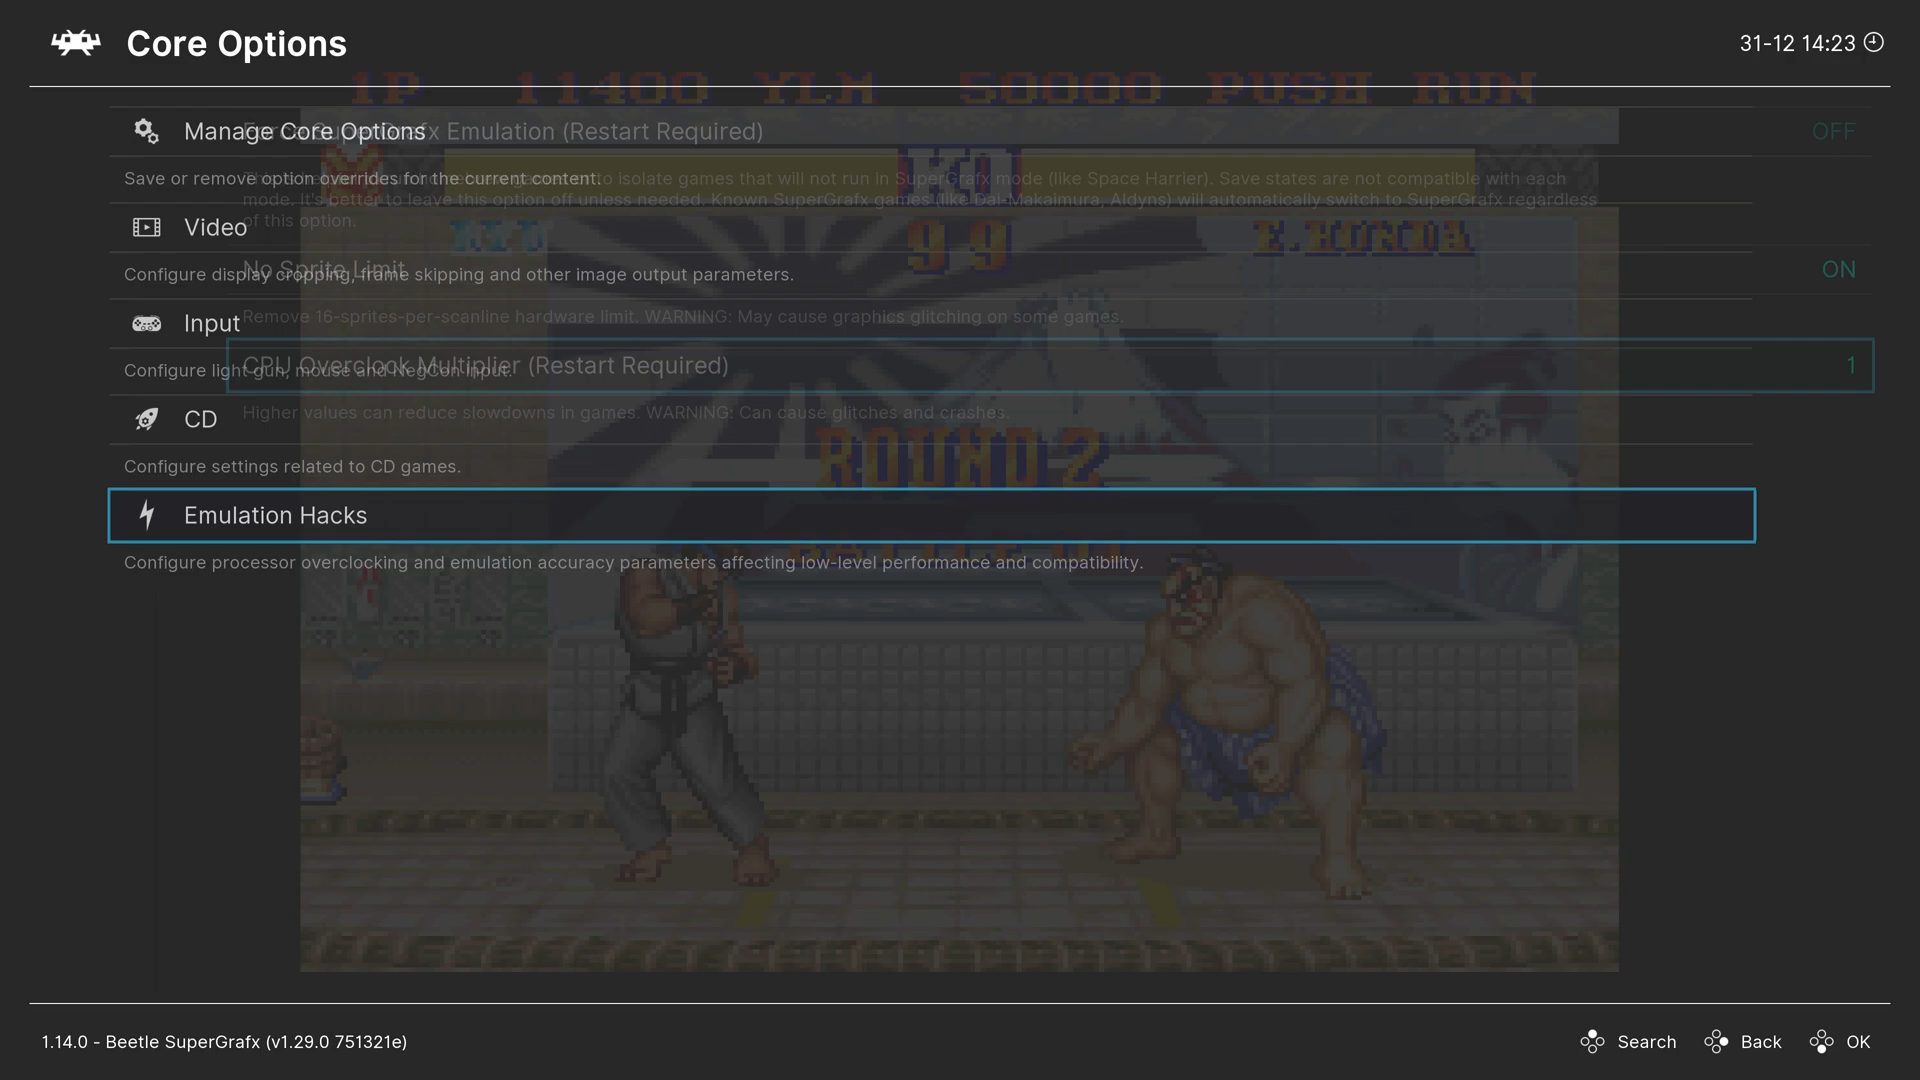 Core Options
31-12 14:23
1P 11400 YLM 50000 PUSH RUN
Manage Core Options
Force SuperGrafx Emulation (Restart Required)
OFF
Save or remove option overrides for the current content.
to isolate games that will not run in SuperGrafx mode (like Space Harrier). Save states are not compatible with each
mode. It's better to leave this option off unless needed. Known SuperGrafx games (like Dai-Makaimura, Aldyns) will automatically switch to SuperGrafx regardless
of this option.
KO
Video
RYU
99
E.HONDA
No Sprite Limit
ON
Configure display cropping, frame skipping and other image output parameters.
Input
Remove 16-sprites-per-scanline hardware limit. WARNING: May cause graphics glitching on some games.
CPU Overclock Multiplier (Restart Required)
1
Configure light gun, mouse and NegCon input.
CD
Higher values can reduce slowdowns in games. WARNING: Can cause glitches and crashes.
ROUND 2
Configure settings related to CD games.
Emulation Hacks
Configure processor overclocking and emulation accuracy parameters affecting low-level performance and compatibility.
1.14.0 - Beetle SuperGrafx (v1.29.0 751321e)
Search
Back
OK